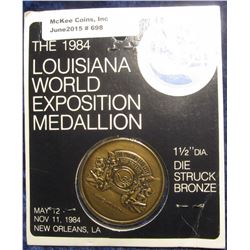 McKee Coins, Inc
June2015 # 698
THE 1984
LOUISIANA
WORLD
EXPOSITION
MEDALLION
1½" DIA.
DIE
STRUCK
BRONZE
MAY 12 -
NOV 11, 1984
NEW ORLEANS, LA